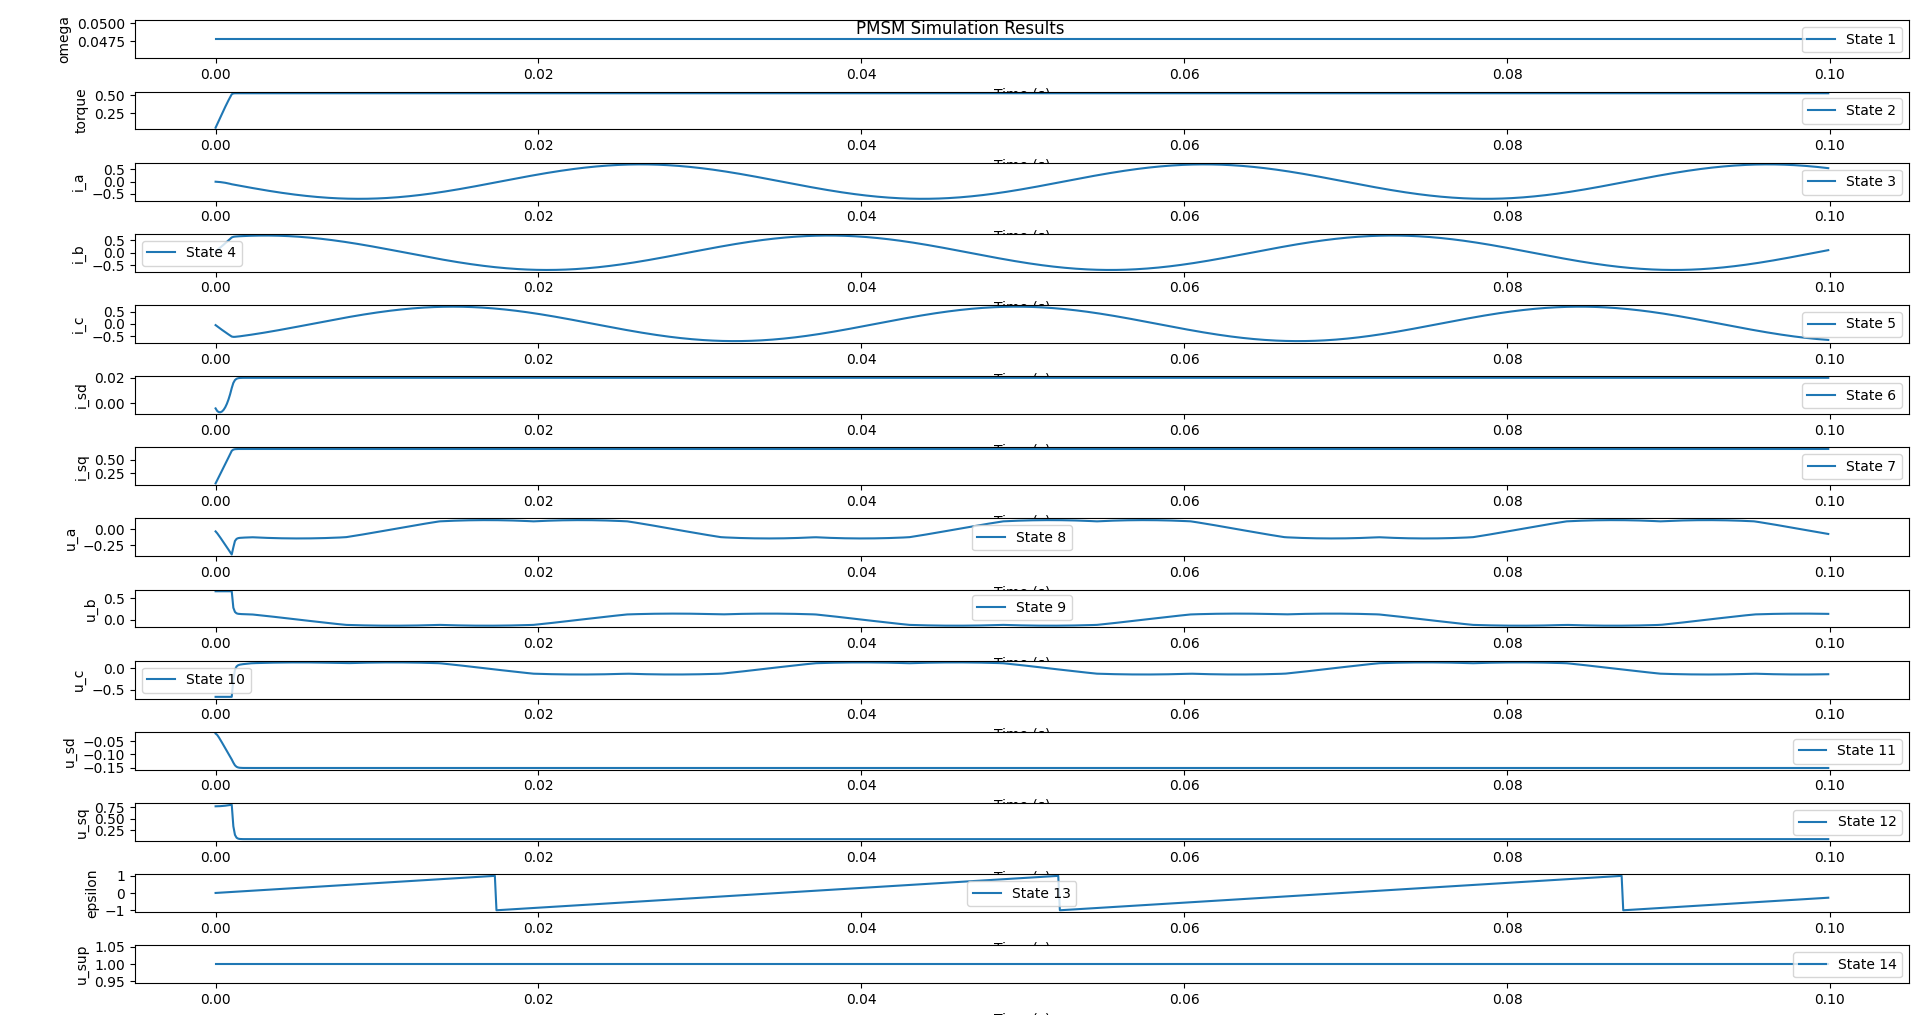 PMSM Simulation Results
omega
0.0500
0.0475
State 1
0.00 0.02 0.04 0.06 0.08 0.10
Time (s)
torque
0.50
0.25
State 2
0.00 0.02 0.04 0.06 0.08 0.10
Time (s)
i_a
0.5
0.0
−0.5
State 3
0.00 0.02 0.04 0.06 0.08 0.10
Time (s)
i_b
0.5
0.0
−0.5
State 4
0.00 0.02 0.04 0.06 0.08 0.10
Time (s)
i_c
0.5
0.0
−0.5
State 5
0.00 0.02 0.04 0.06 0.08 0.10
Time (s)
i_sd
0.02
0.00
State 6
0.00 0.02 0.04 0.06 0.08 0.10
Time (s)
i_sq
0.50
0.25
State 7
0.00 0.02 0.04 0.06 0.08 0.10
Time (s)
u_a
0.00
−0.25
State 8
0.00 0.02 0.04 0.06 0.08 0.10
Time (s)
u_b
0.5
0.0
State 9
0.00 0.02 0.04 0.06 0.08 0.10
Time (s)
u_c
0.0
−0.5
State 10
0.00 0.02 0.04 0.06 0.08 0.10
Time (s)
u_sd
−0.05
−0.10
−0.15
State 11
0.00 0.02 0.04 0.06 0.08 0.10
Time (s)
u_sq
0.75
0.50
0.25
State 12
0.00 0.02 0.04 0.06 0.08 0.10
Time (s)
epsilon
1
0
−1
State 13
0.00 0.02 0.04 0.06 0.08 0.10
Time (s)
u_sup
1.05
1.00
0.95
State 14
0.00 0.02 0.04 0.06 0.08 0.10
Time (s)